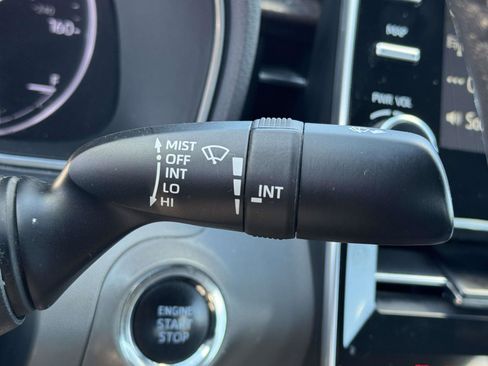 160
MIST
OFF
INT
LO
HI
INT
PWR VOL
ENGINE
START
STOP